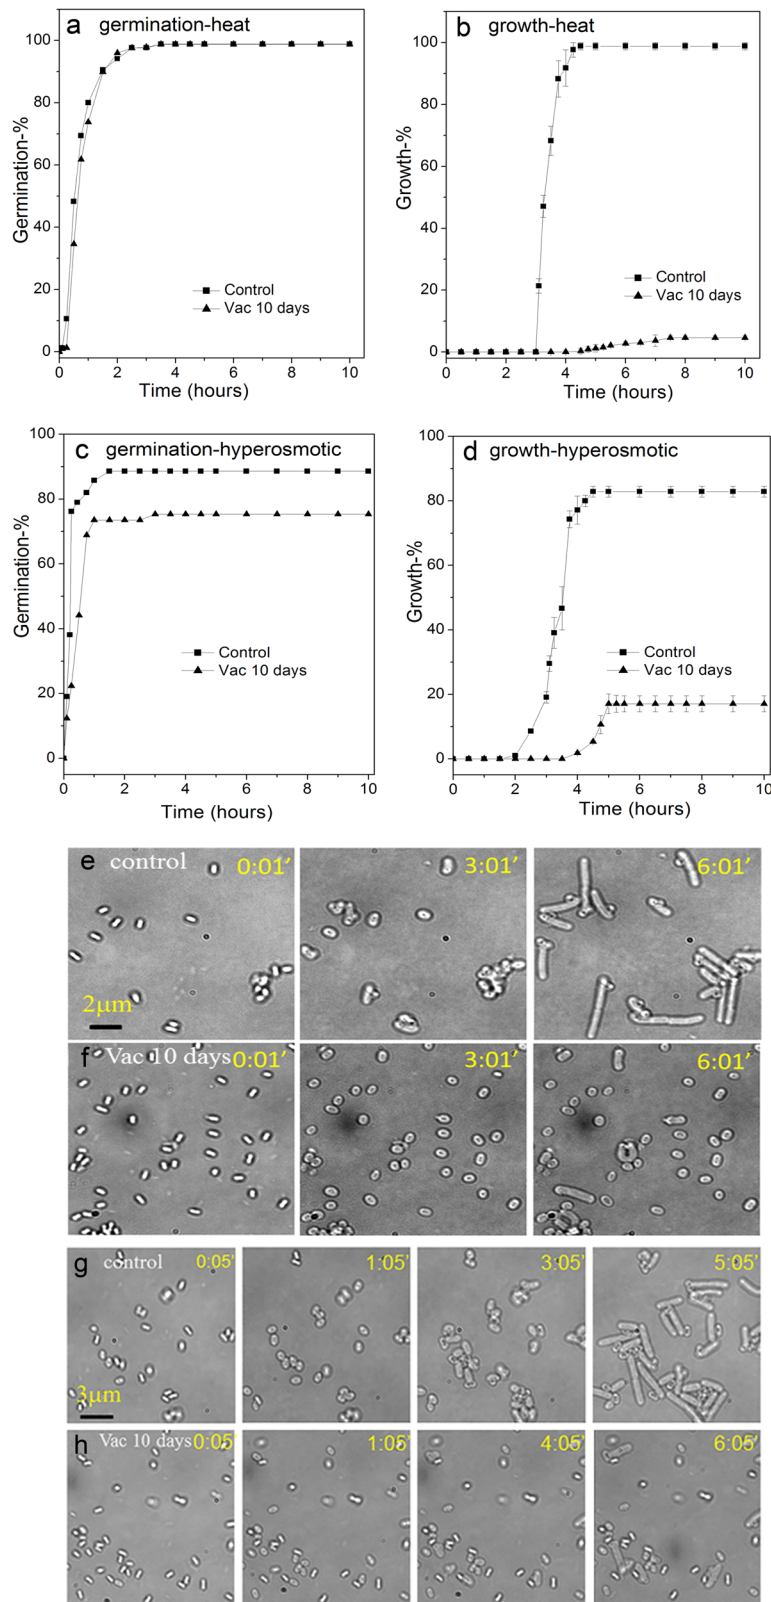 a germination-heat
Germination-%
100
80
60
40
20
0
Control
Vac 10 days
0 2 4 6 8 10
Time (hours)
b growth-heat
Growth-%
100
80
60
40
20
0
Control
Vac 10 days
0 2 4 6 8 10
Time (hours)
c germination-hyperosmotic
Germination-%
100
80
60
40
20
0
Control
Vac 10 days
0 2 4 6 8 10
Time (hours)
d growth-hyperosmotic
Growth-%
100
80
60
40
20
0
Control
Vac 10 days
0 2 4 6 8 10
Time (hours)
e control 0:01’ 3:01’ 6:01’
2μm
f Vac 10 days 0:01’ 3:01’ 6:01’
g control 0:05’ 1:05’ 3:05’ 5:05’
3μm
h Vac 10 days 0:05’ 1:05’ 4:05’ 6:05’